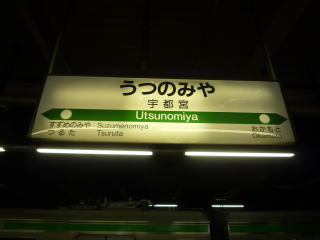 うつのみや
宇都宮
Utsunomiya
すずめのみや Suzumenomiya
つるた Tsuruta
おかもと
Okamoto